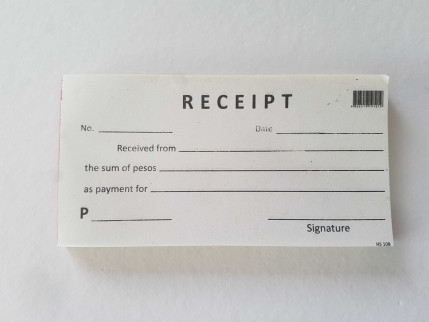 RECEIPT
No. Date
Received from
the sum of pesos
as payment for
P
Signature